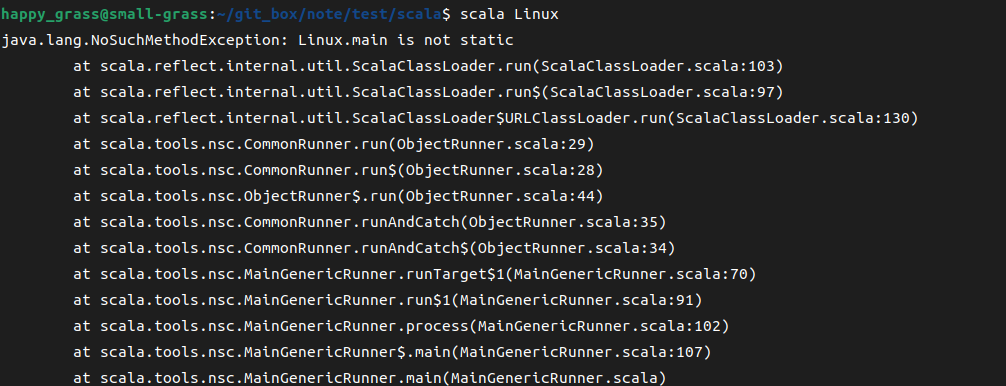 happy_grass@small-grass:~/git_box/note/test/scala$ scala Linux
java.lang.NoSuchMethodException: Linux.main is not static
at scala.reflect.internal.util.ScalaClassLoader.run(ScalaClassLoader.scala:103)
at scala.reflect.internal.util.ScalaClassLoader.run$(ScalaClassLoader.scala:97)
at scala.reflect.internal.util.ScalaClassLoader$URLClassLoader.run(ScalaClassLoader.scala:130)
at scala.tools.nsc.CommonRunner.run(ObjectRunner.scala:29)
at scala.tools.nsc.CommonRunner.run$(ObjectRunner.scala:28)
at scala.tools.nsc.ObjectRunner$.run(ObjectRunner.scala:44)
at scala.tools.nsc.CommonRunner.runAndCatch(ObjectRunner.scala:35)
at scala.tools.nsc.CommonRunner.runAndCatch$(ObjectRunner.scala:34)
at scala.tools.nsc.MainGenericRunner.runTarget$1(MainGenericRunner.scala:70)
at scala.tools.nsc.MainGenericRunner.run$1(MainGenericRunner.scala:91)
at scala.tools.nsc.MainGenericRunner.process(MainGenericRunner.scala:102)
at scala.tools.nsc.MainGenericRunner$.main(MainGenericRunner.scala:107)
at scala.tools.nsc.MainGenericRunner.main(MainGenericRunner.scala)